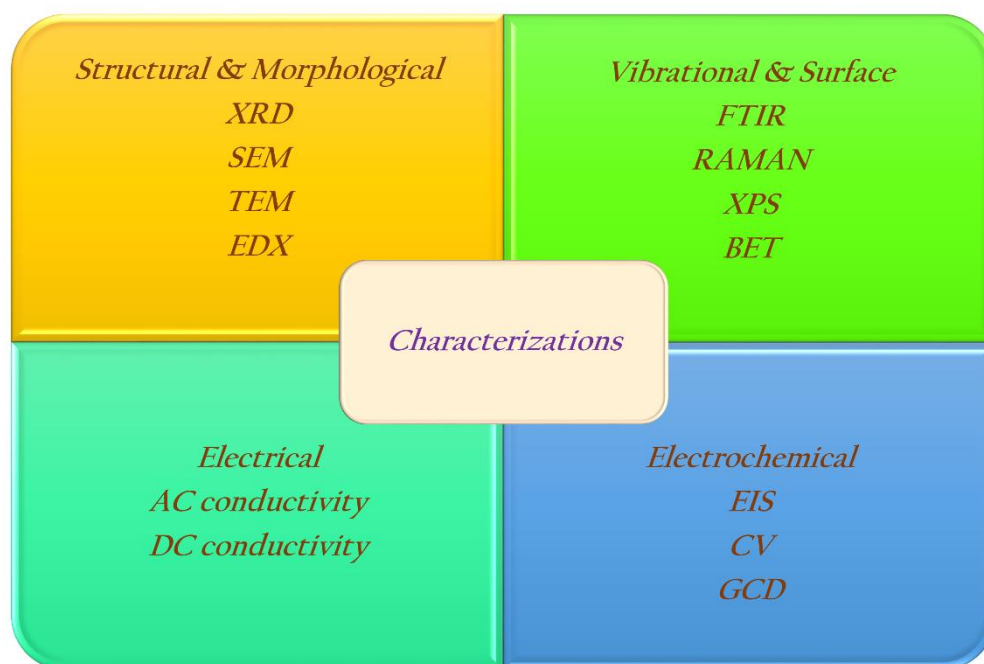 Structural & Morphological
XRD
SEM
TEM
EDX
Vibrational & Surface
FTIR
RAMAN
XPS
BET
Characterizations
Electrical
AC conductivity
DC conductivity
Electrochemical
EIS
CV
GCD